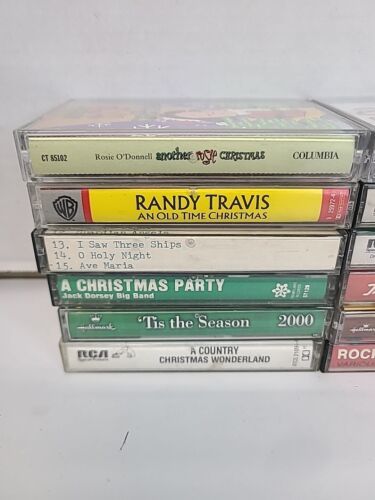 CT 85102 Rosie O'Donnell another rosie CHRISTMAS COLUMBIA
WB RANDY TRAVIS
AN OLD TIME CHRISTMAS
13. I Saw Three Ships
14. O Holy Night
15. Ave Maria
A CHRISTMAS PARTY
Jack Dorsey Big Band
Hallmark 'Tis the Season 2000
RCA A COUNTRY
CHRISTMAS WONDERLAND
ROC